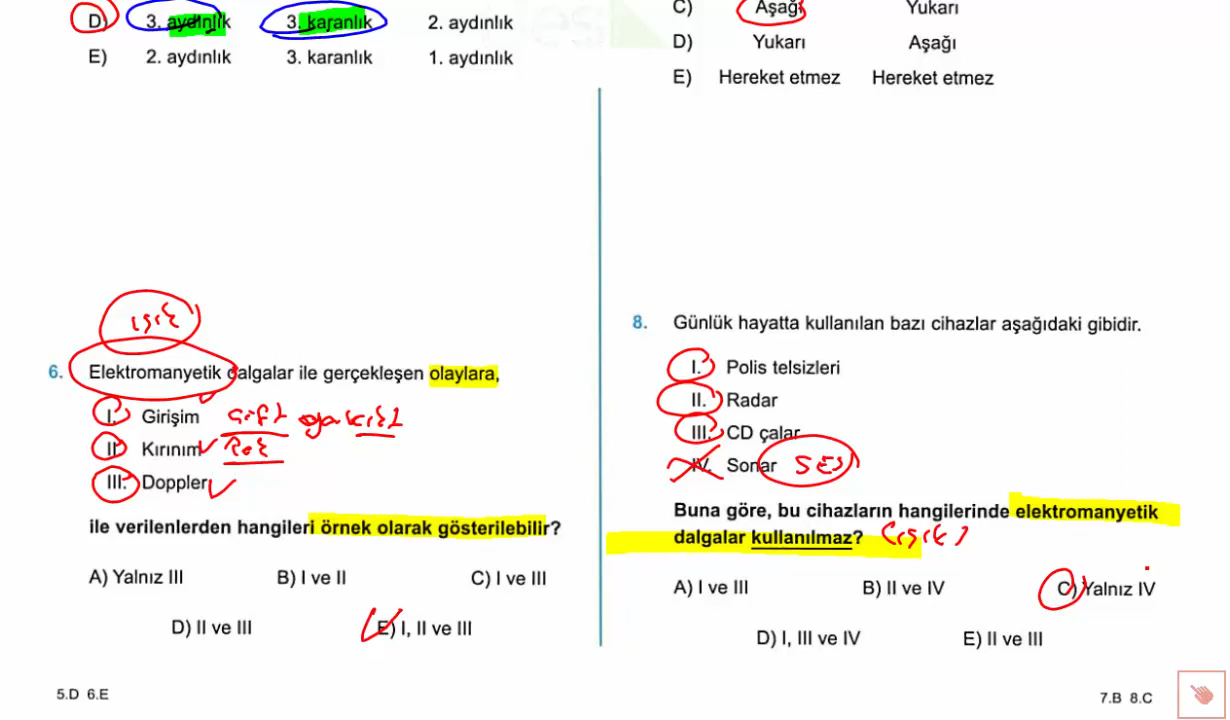 D) 3. aydınlık 3. karanlık 2. aydınlık
E) 2. aydınlık 3. karanlık 1. aydınlık
ışık
6. Elektromanyetik dalgalar ile gerçekleşen olaylara,
I. Girişim çift yarık
II. Kırınım Tek
III. Doppler
ile verilenlerden hangileri örnek olarak gösterilebilir?
A) Yalnız III B) I ve II C) I ve III
D) II ve III E) I, II ve III
5.D 6.E
C) Aşağı Yukarı
D) Yukarı Aşağı
E) Hereket etmez Hereket etmez
8. Günlük hayatta kullanılan bazı cihazlar aşağıdaki gibidir.
I. Polis telsizleri
II. Radar
III. CD çalar
IV. Sonar SES
Buna göre, bu cihazların hangilerinde elektromanyetik
dalgalar kullanılmaz? (ışık)
A) I ve III B) II ve IV C) Yalnız IV
D) I, III ve IV E) II ve III
7.B 8.C